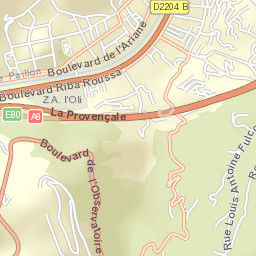 D2204 B
Boulevard de l'Ariane
Paillon
Boulevard Riba Roussa
Z.A. l'Oli
La Provençale
E80
A8
Boulevard de l'Observatoire
Rue Louis Antoine Fulco